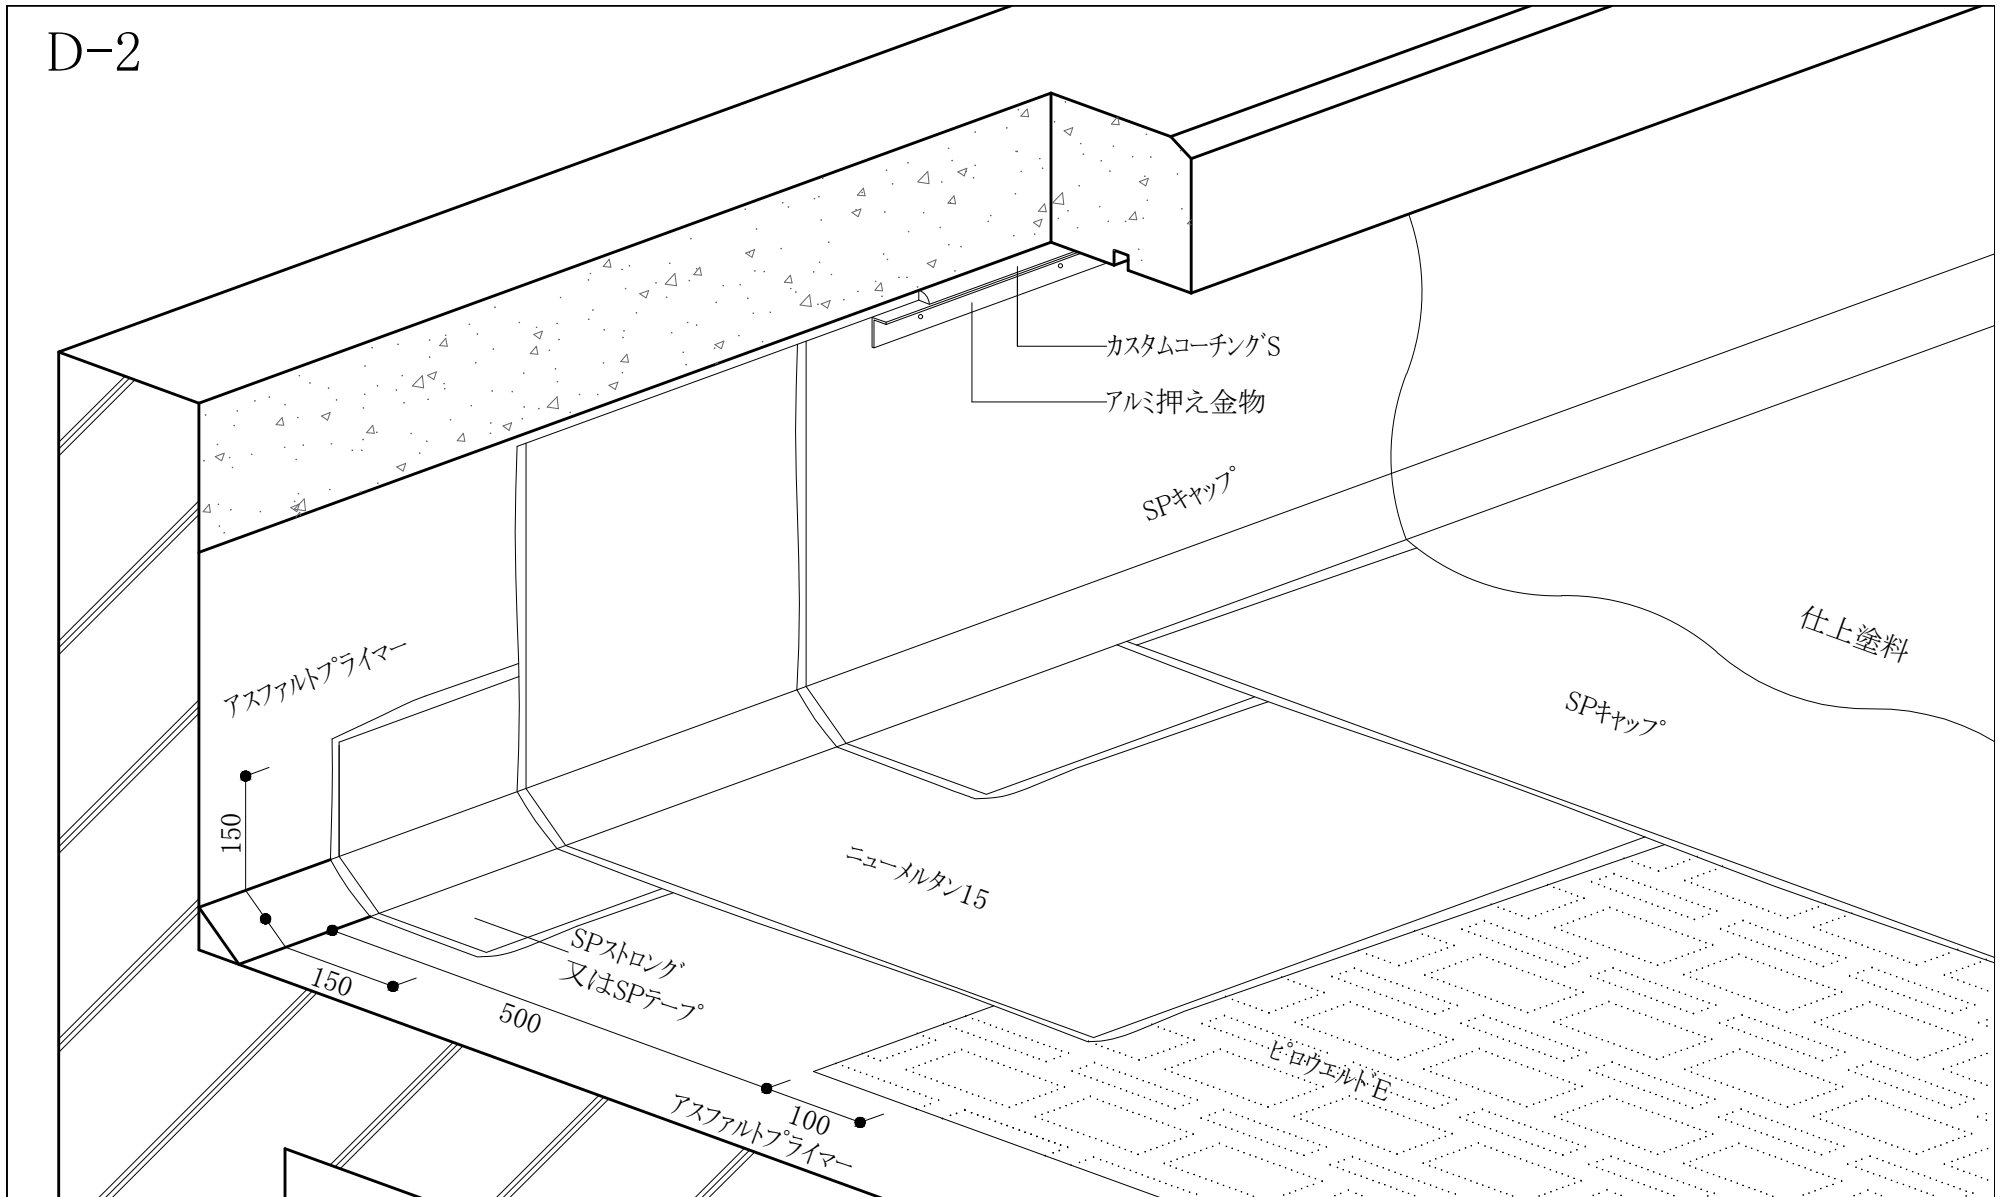 D-2
カスタムコーチングS
アルミ押え金物
SPキャップ
仕上塗料
アスファルトプライマー
SPキャップ
150
ニューメルタン15
SPストロング
又はSPテープ
150
500
ピロウエルドE
100
アスファルトプライマー